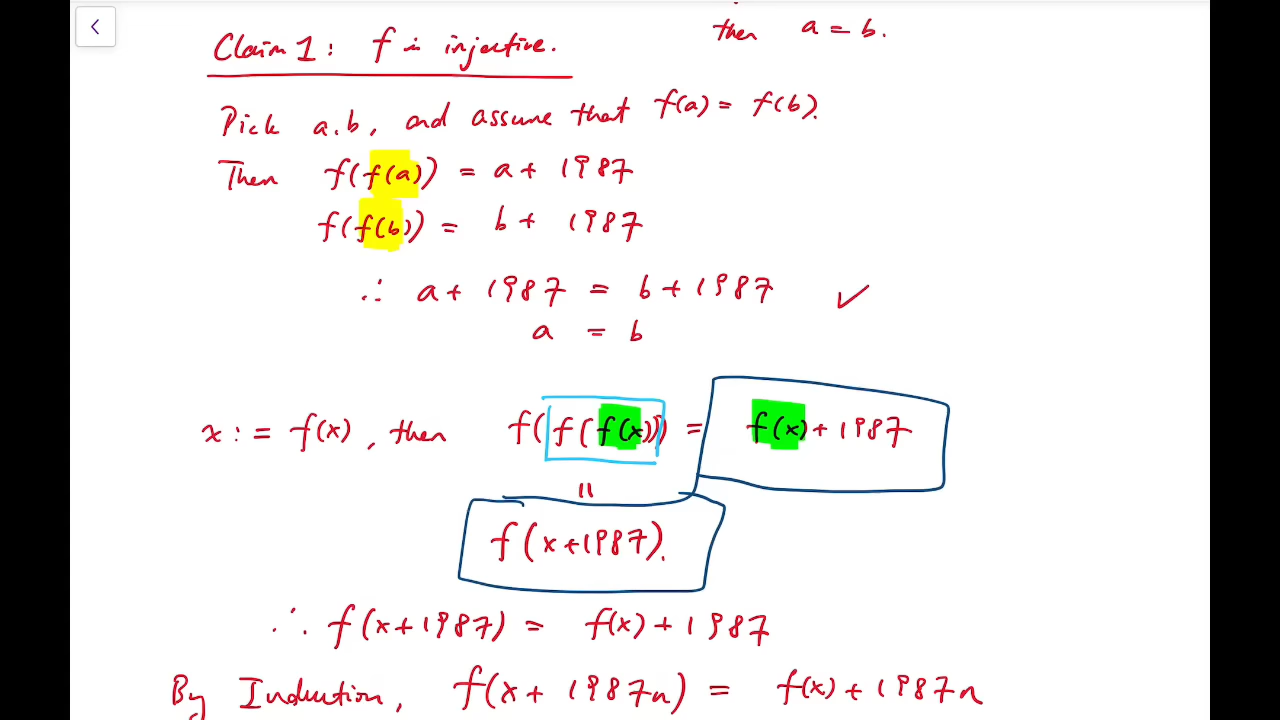 then a = b.
Claim 1: f is injective.
Pick a.b, and assume that f(a) = f(b).
Then f(f(a)) = a + 1987
f(f(b)) = b + 1987
∴ a + 1987 = b + 1987 ✓
a = b
x := f(x), then f(f(f(x))) = f(x) + 1987
=
f(x+1987).
∴ f(x+1987) = f(x) + 1987
By Induction, f(x + 1987n) = f(x) + 1987n